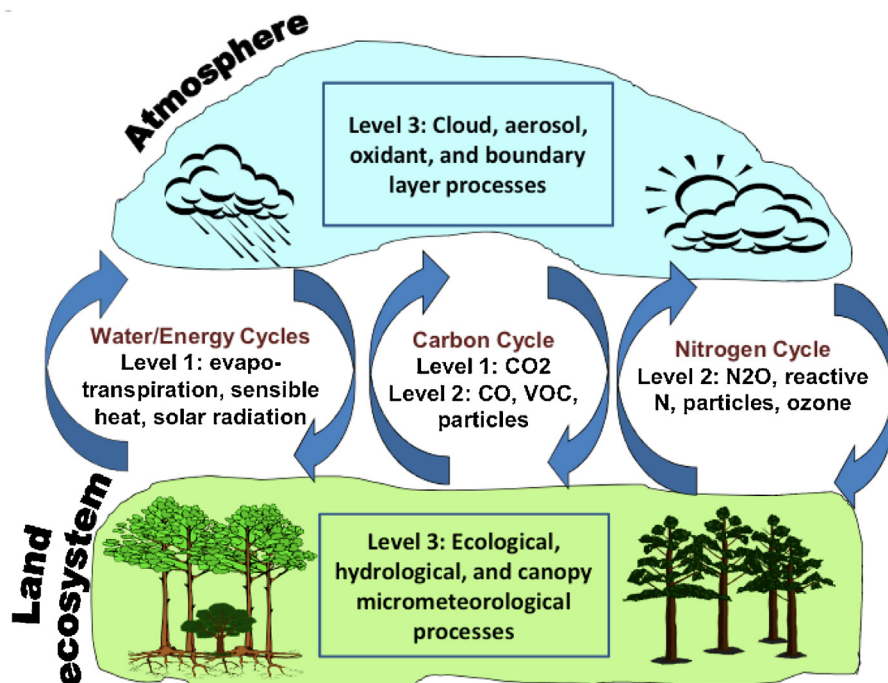 Atmosphere
Level 3: Cloud, aerosol,
oxidant, and boundary
layer processes
Water/Energy Cycles
Level 1: evapo-
transpiration, sensible
heat, solar radiation
Carbon Cycle
Level 1: CO2
Level 2: CO, VOC,
particles
Nitrogen Cycle
Level 2: N2O, reactive
N, particles, ozone
Land
ecosystem
Level 3: Ecological,
hydrological, and canopy
micrometeorological
processes